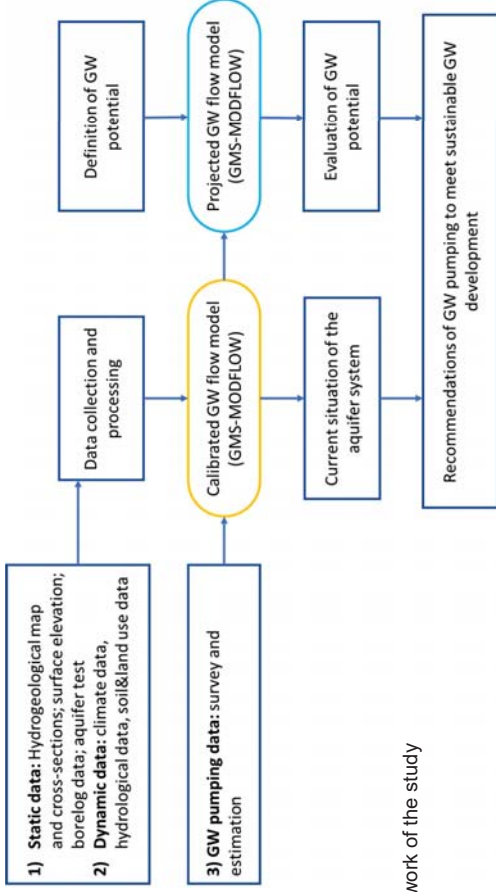 1) Static data: Hydrogeological map
and cross-sections; surface elevation;
borelog data; aquifer test
2) Dynamic data: climate data,
hydrological data, soil&land use data
Data collection and
processing
Definition of GW
potential
3) GW pumping data: survey and
estimation
Calibrated GW flow model
(GMS-MODFLOW)
Projected GW flow model
(GMS-MODFLOW)
Current situation of the
aquifer system
Evaluation of GW
potential
Recommendations of GW pumping to meet sustainable GW
development
work of the study